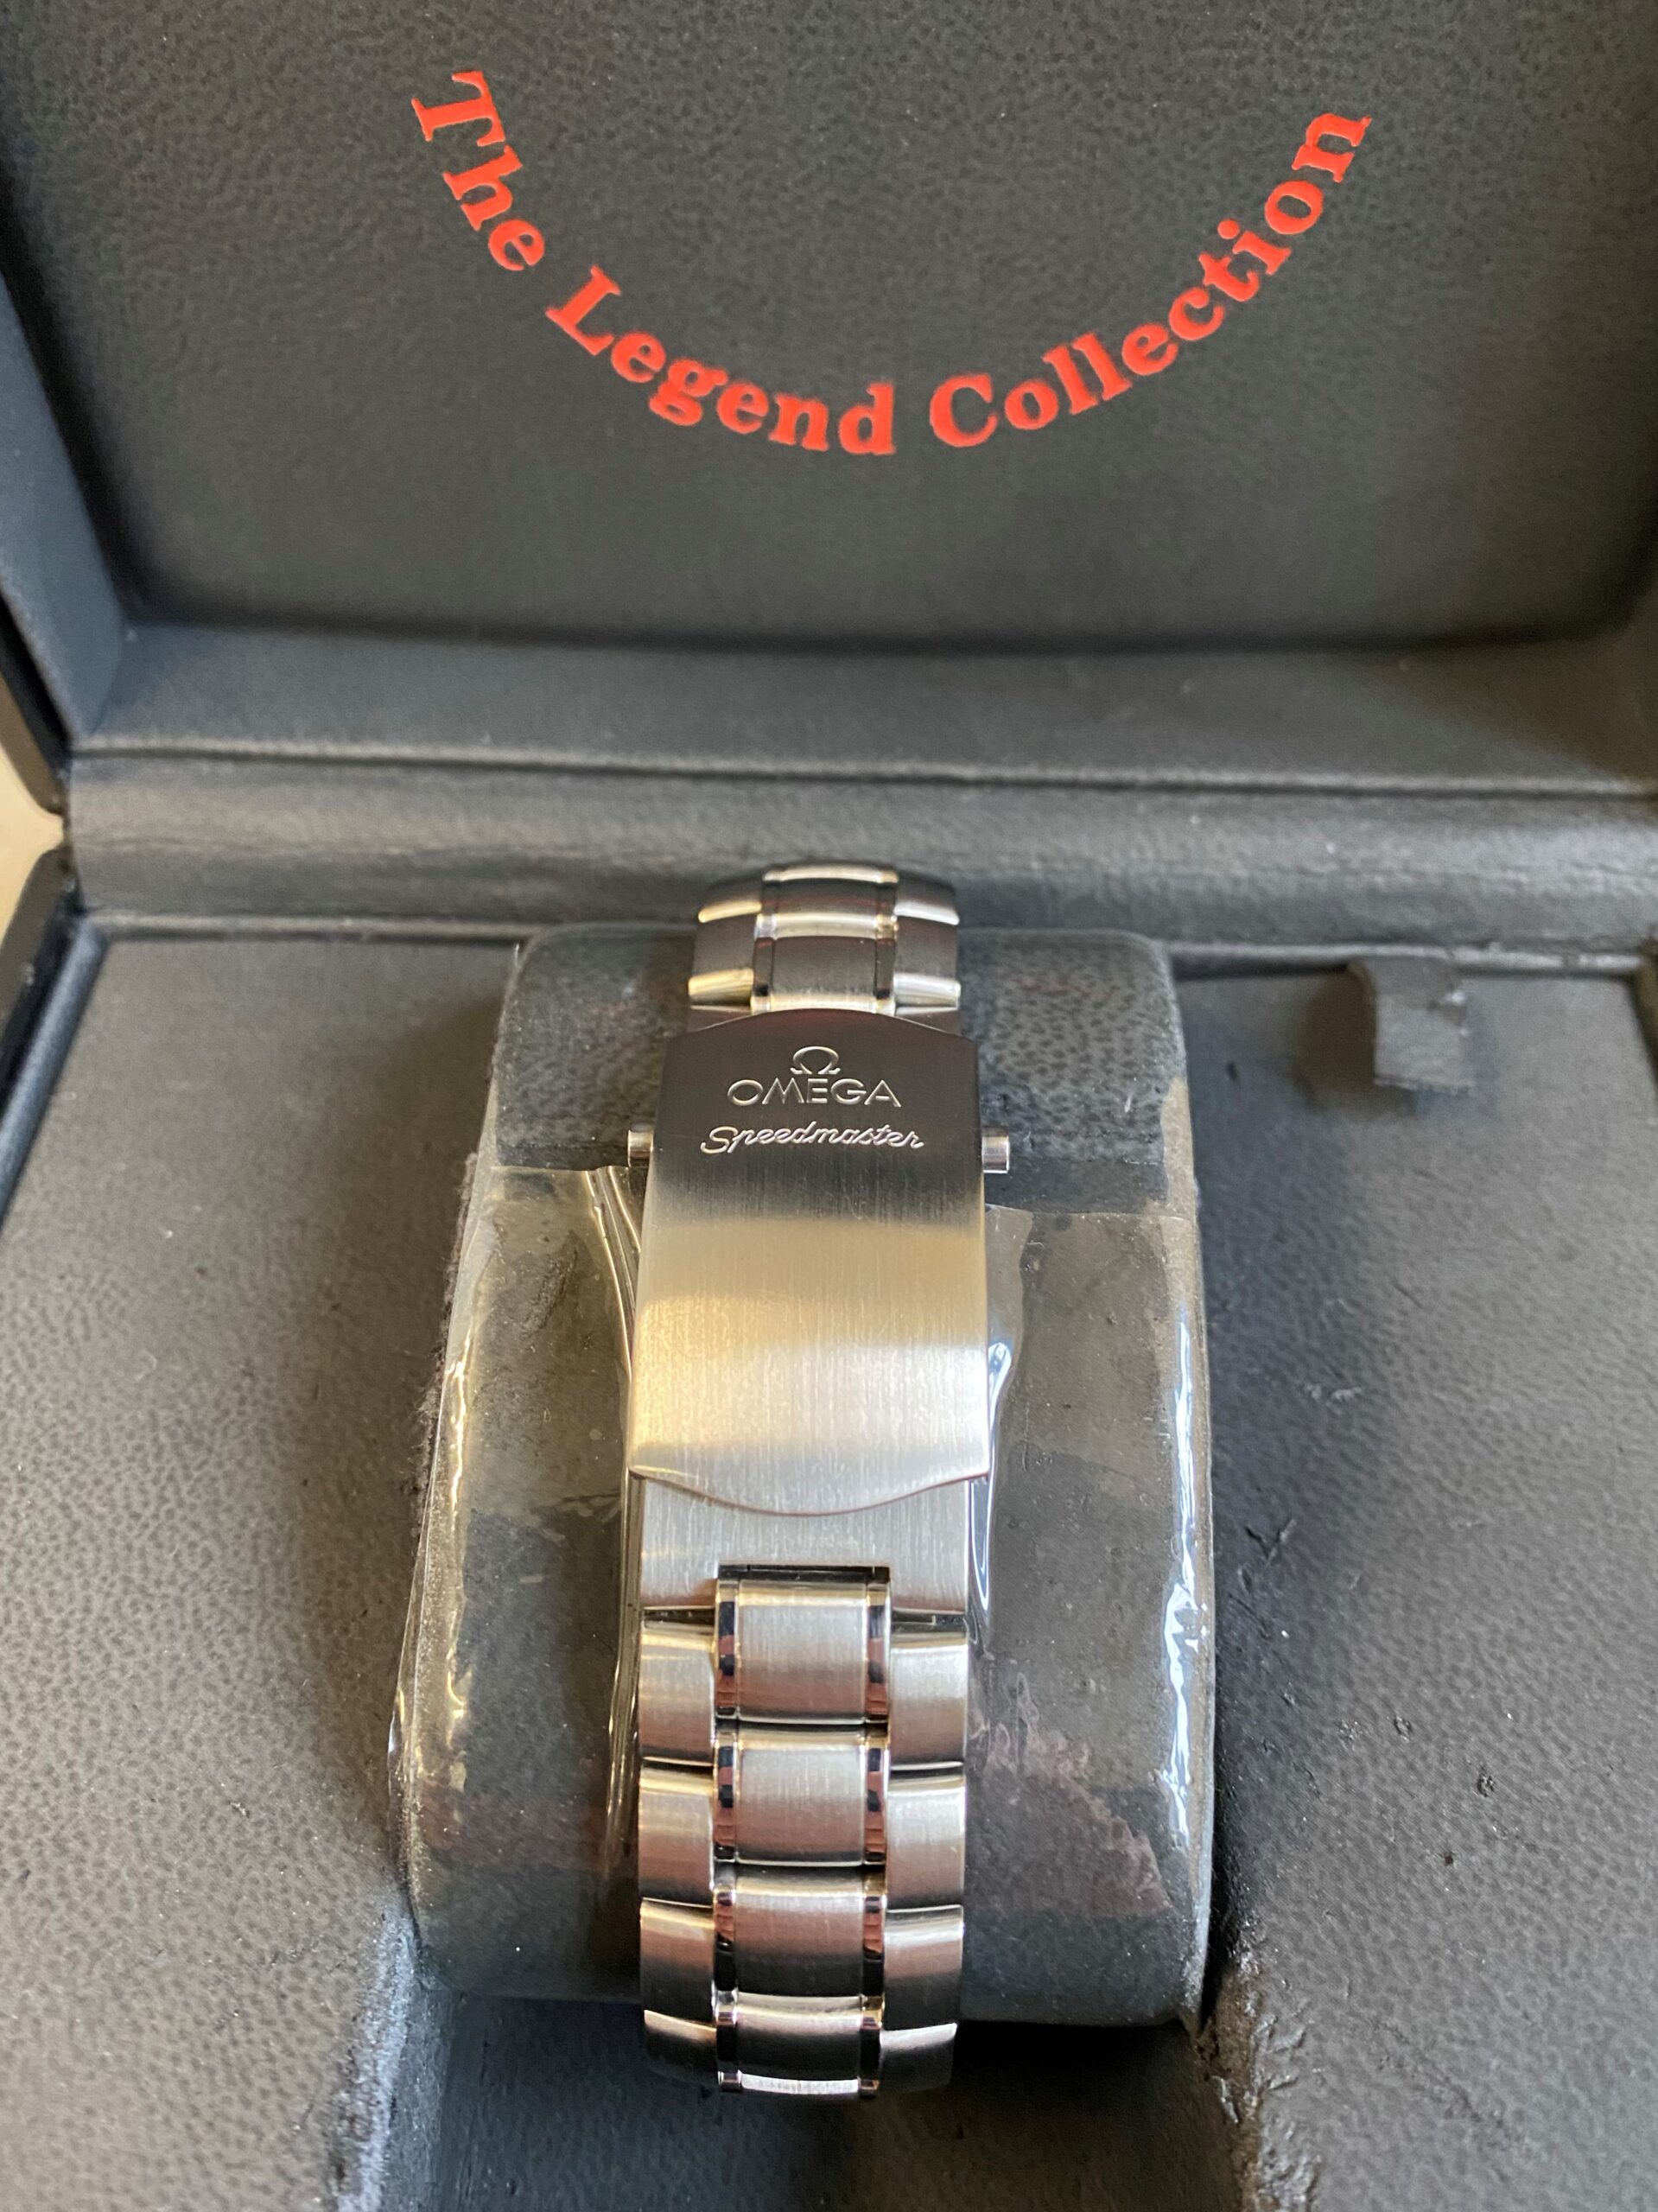 The Legend Collection
Ω
OMEGA
Speedmaster